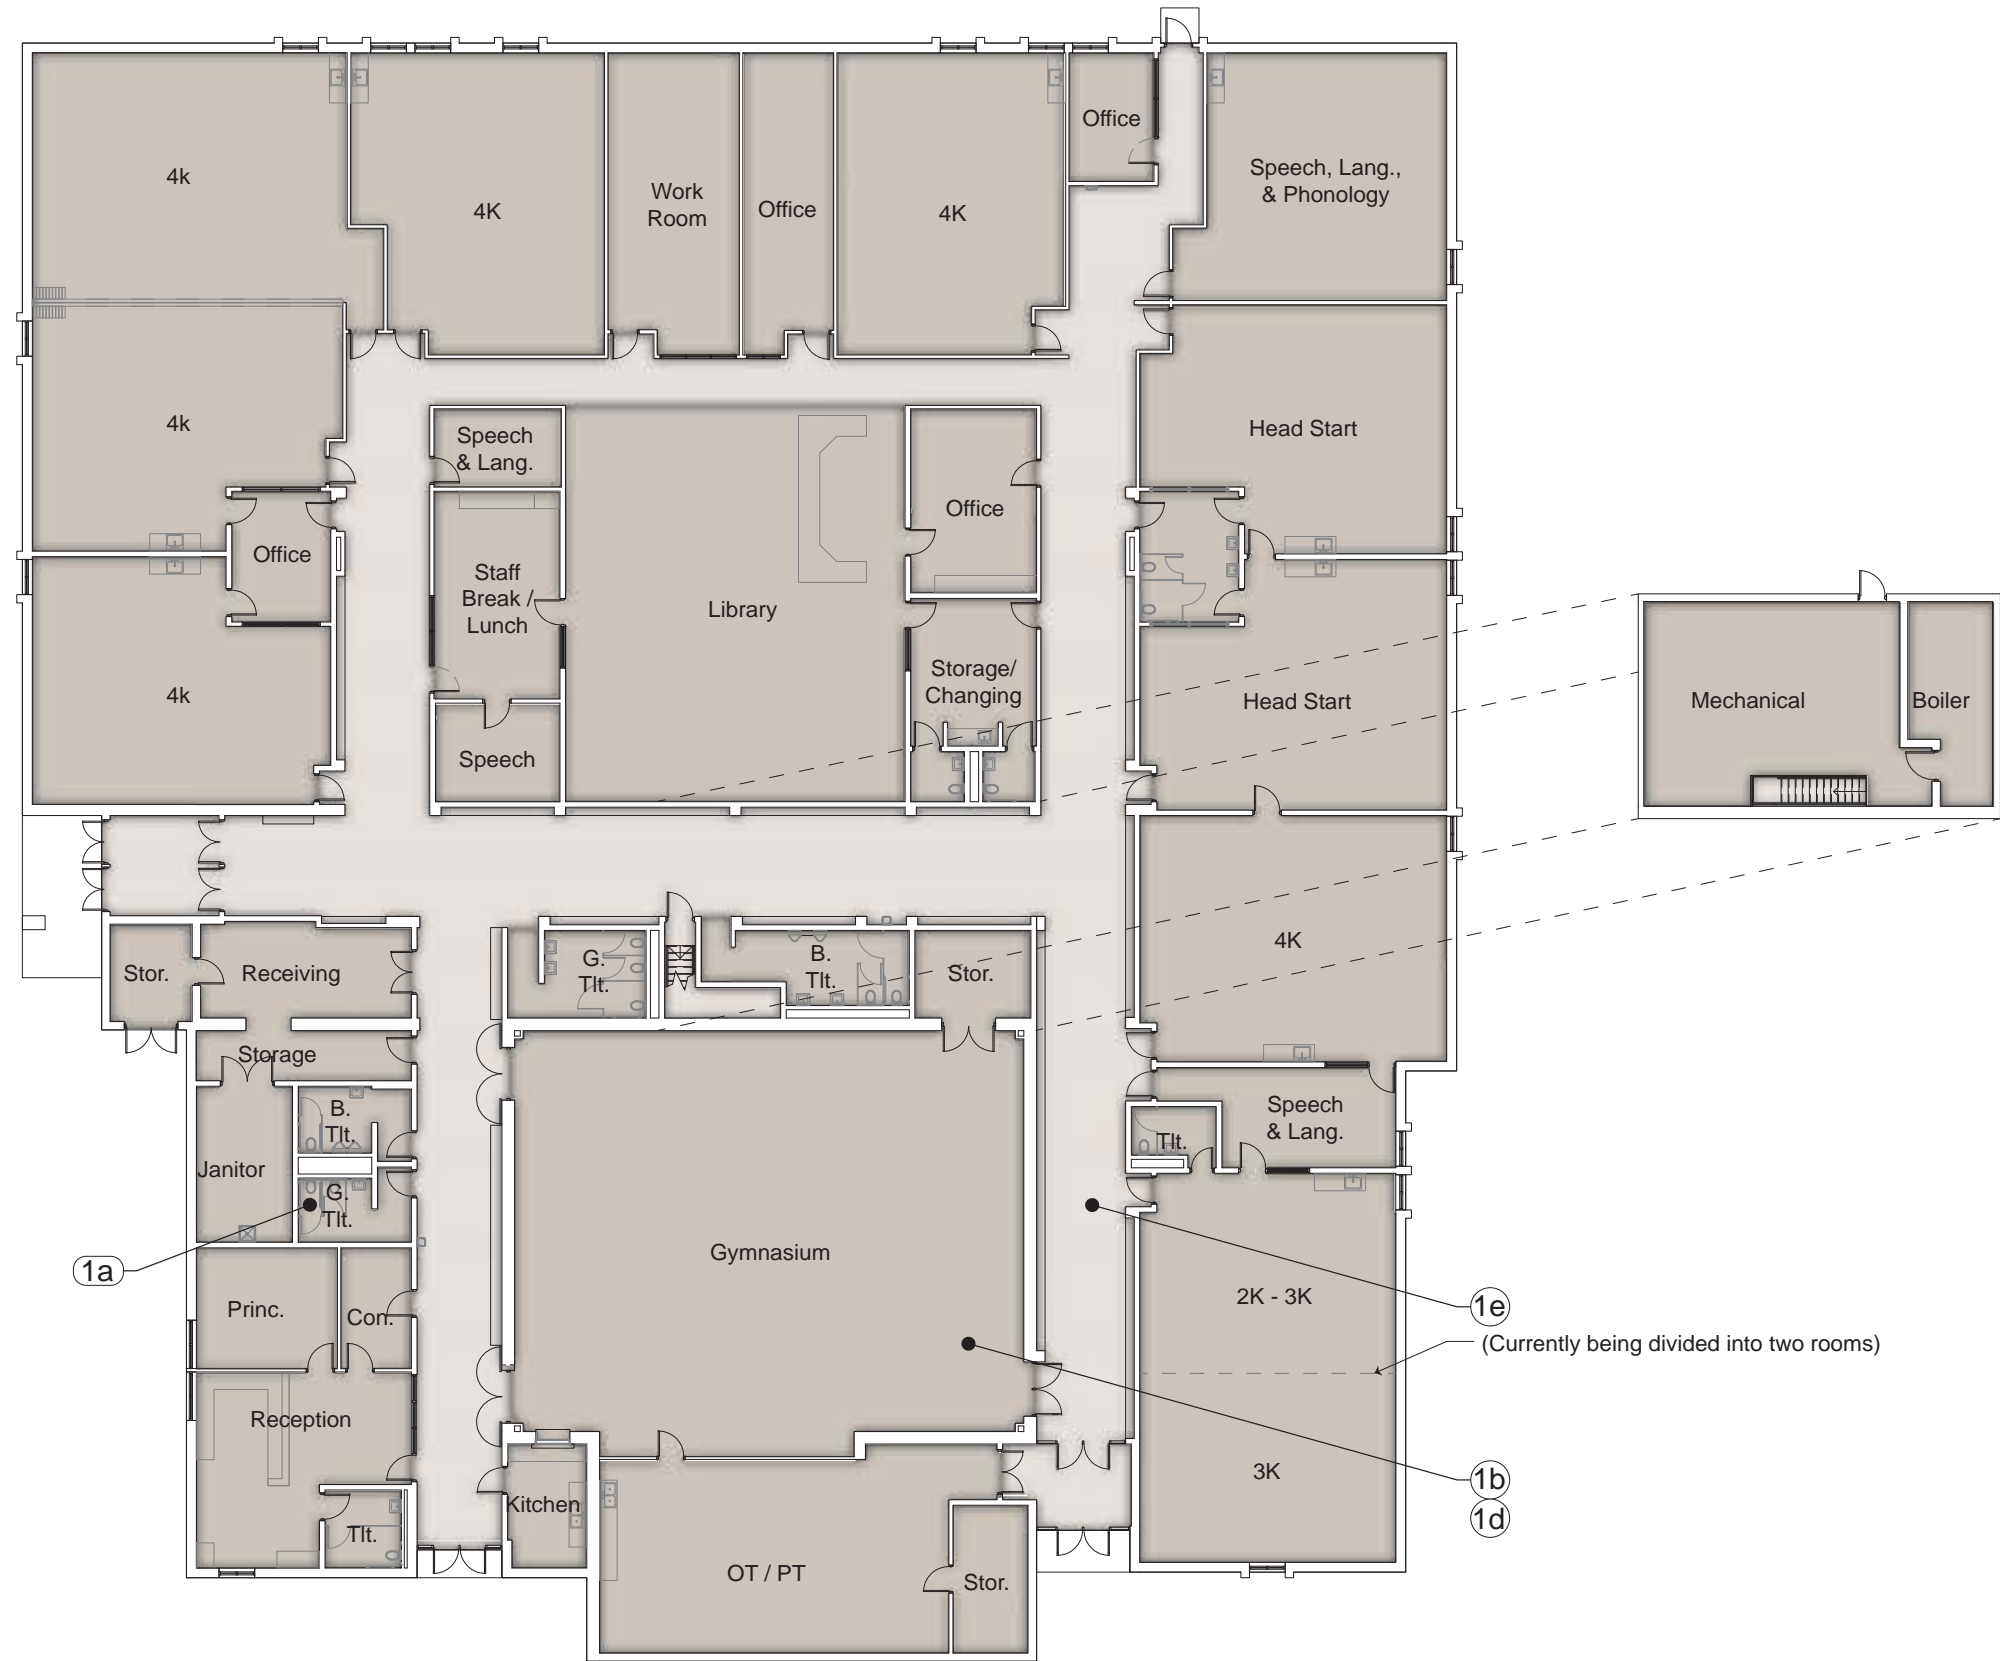 Office
Speech, Lang.,
& Phonology
4k
4K
Work
Room
Office
4K
4k
Speech
& Lang.
Head Start
Office
Office
Staff
Break /
Lunch
Library
Storage/
Changing
4k
Head Start
Mechanical
Boiler
Speech
Stor.
Receiving
G.
Tlt.
B.
Tlt.
Stor.
4K
Storage
B.
Tlt.
Speech
& Lang.
Tlt.
Janitor
G.
Tlt.
1a
Gymnasium
2K - 3K
1e
Princ.
Con.
(Currently being divided into two rooms)
Reception
3K
1b
1d
Kitchen
Tlt.
OT / PT
Stor.